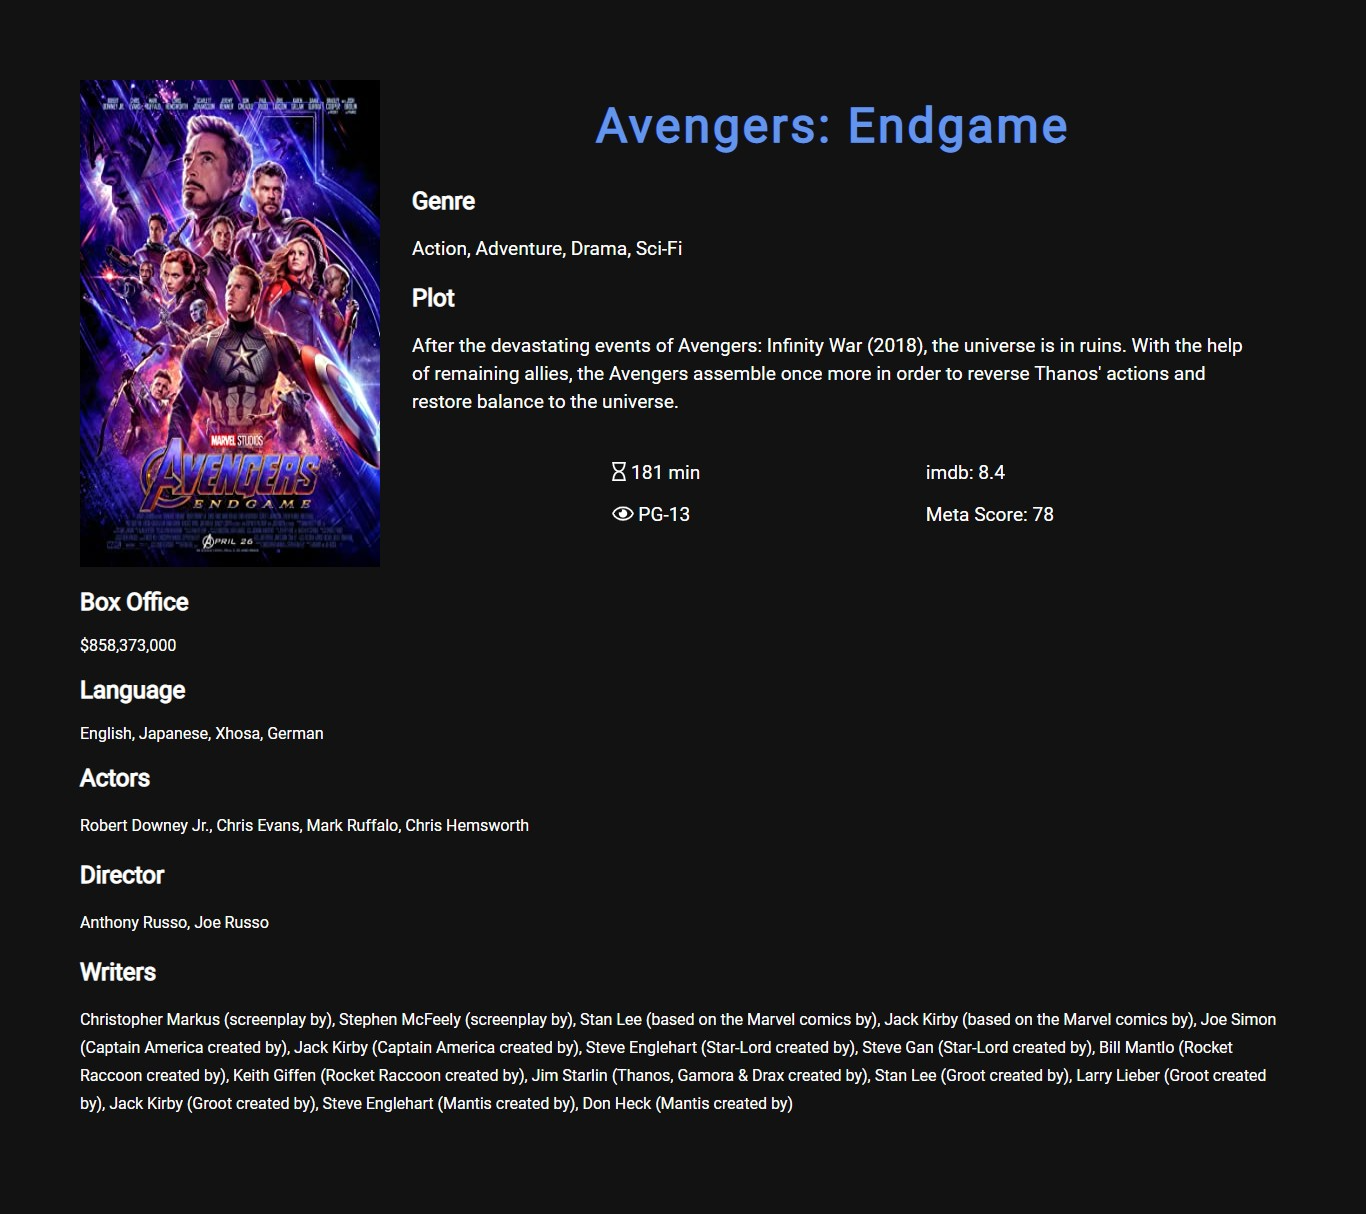 Avengers: Endgame
Genre
Action, Adventure, Drama, Sci-Fi
Plot
After the devastating events of Avengers: Infinity War (2018), the universe is in ruins. With the help
of remaining allies, the Avengers assemble once more in order to reverse Thanos' actions and
restore balance to the universe.
181 min
imdb: 8.4
PG-13
Meta Score: 78
MARVEL STUDIOS
AVENGERS
ENDGAME
APRIL 26
Box Office
$858,373,000
Language
English, Japanese, Xhosa, German
Actors
Robert Downey Jr., Chris Evans, Mark Ruffalo, Chris Hemsworth
Director
Anthony Russo, Joe Russo
Writers
Christopher Markus (screenplay by), Stephen McFeely (screenplay by), Stan Lee (based on the Marvel comics by), Jack Kirby (based on the Marvel comics by), Joe Simon
(Captain America created by), Jack Kirby (Captain America created by), Steve Englehart (Star-Lord created by), Steve Gan (Star-Lord created by), Bill Mantlo (Rocket
Raccoon created by), Keith Giffen (Rocket Raccoon created by), Jim Starlin (Thanos, Gamora & Drax created by), Stan Lee (Groot created by), Larry Lieber (Groot created
by), Jack Kirby (Groot created by), Steve Englehart (Mantis created by), Don Heck (Mantis created by)